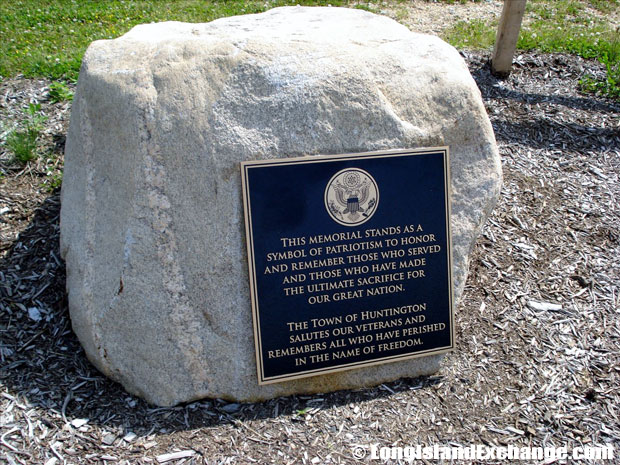 THIS MEMORIAL STANDS AS A
SYMBOL OF PATRIOTISM TO HONOR
AND REMEMBER THOSE WHO SERVED
AND THOSE WHO HAVE MADE
THE ULTIMATE SACRIFICE FOR
OUR GREAT NATION.
THE TOWN OF HUNTINGTON
SALUTES OUR VETERANS AND
REMEMBERS ALL WHO HAVE PERISHED
IN THE NAME OF FREEDOM.
© LongIslandExchange.com